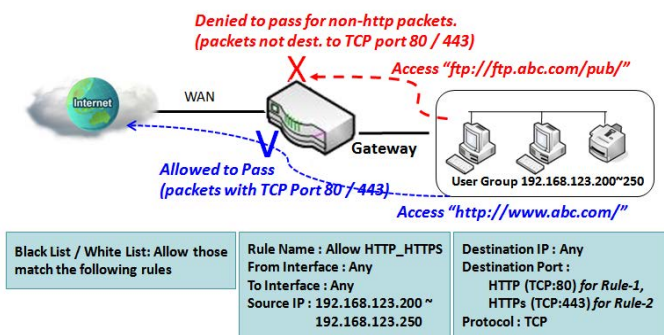 Denied to pass for non-http packets.
(packets not dest. to TCP port 80 / 443)
Access “ftp://ftp.abc.com/pub/”
X
WAN
Internet
Gateway
V
Allowed to Pass
(packets with TCP Port 80 / 443)
User Group 192.168.123.200~250
Access “http://www.abc.com/”
Black List / White List: Allow those
match the following rules
Rule Name : Allow HTTP_HTTPS
From Interface : Any
To Interface : Any
Source IP : 192.168.123.200 ~
192.168.123.250
Destination IP : Any
Destination Port :
HTTP (TCP:80) for Rule-1,
HTTPs (TCP:443) for Rule-2
Protocol : TCP